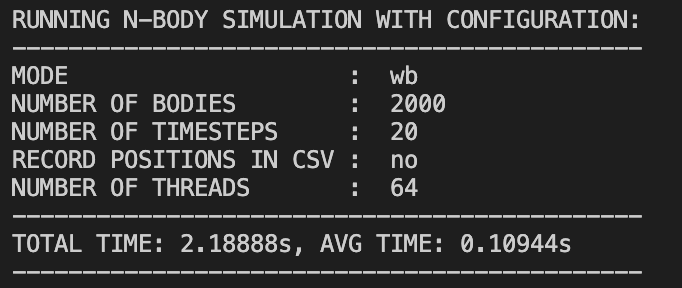 RUNNING N-BODY SIMULATION WITH CONFIGURATION:
---------------------------------------------
MODE                    :  wb
NUMBER OF BODIES        :  2000
NUMBER OF TIMESTEPS     :  20
RECORD POSITIONS IN CSV :  no
NUMBER OF THREADS       :  64
---------------------------------------------
TOTAL TIME: 2.18888s, AVG TIME: 0.10944s
---------------------------------------------